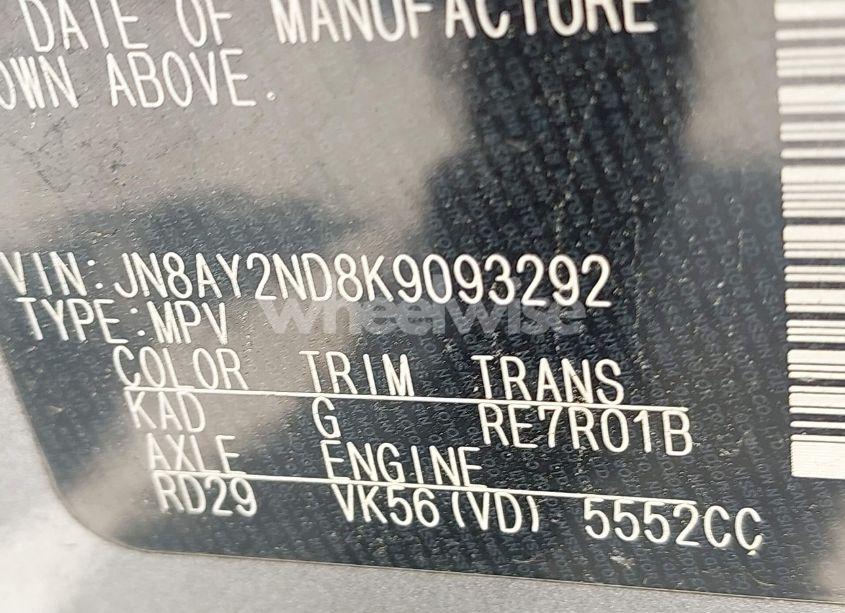 DATE OF MANUFACTURE
OWN ABOVE.
VIN: JN8AY2ND8K9093292
TYPE: MPV
wheelwise
COLOR TRIM TRANS
KAD G RE7R01B
AXLE ENGINE
RD29 VK56 (VD) 5552CC